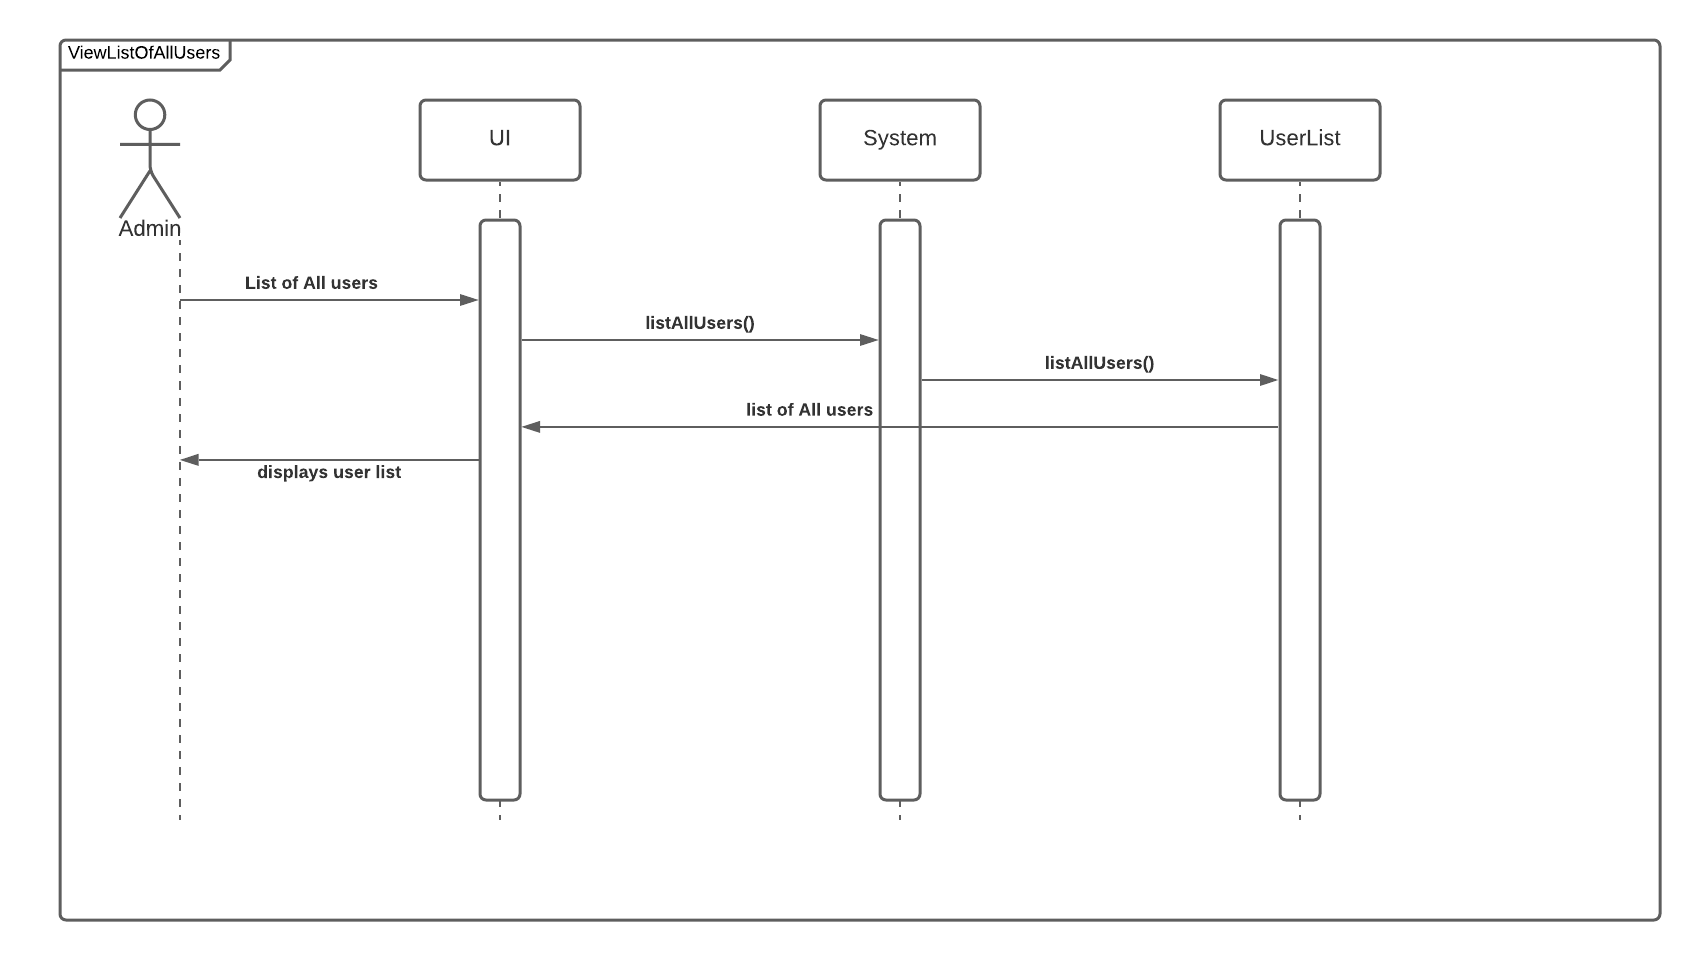 ViewListOfAllUsers
UI
System
UserList
Admin
List of All users
listAllUsers()
listAllUsers()
list of All users
displays user list